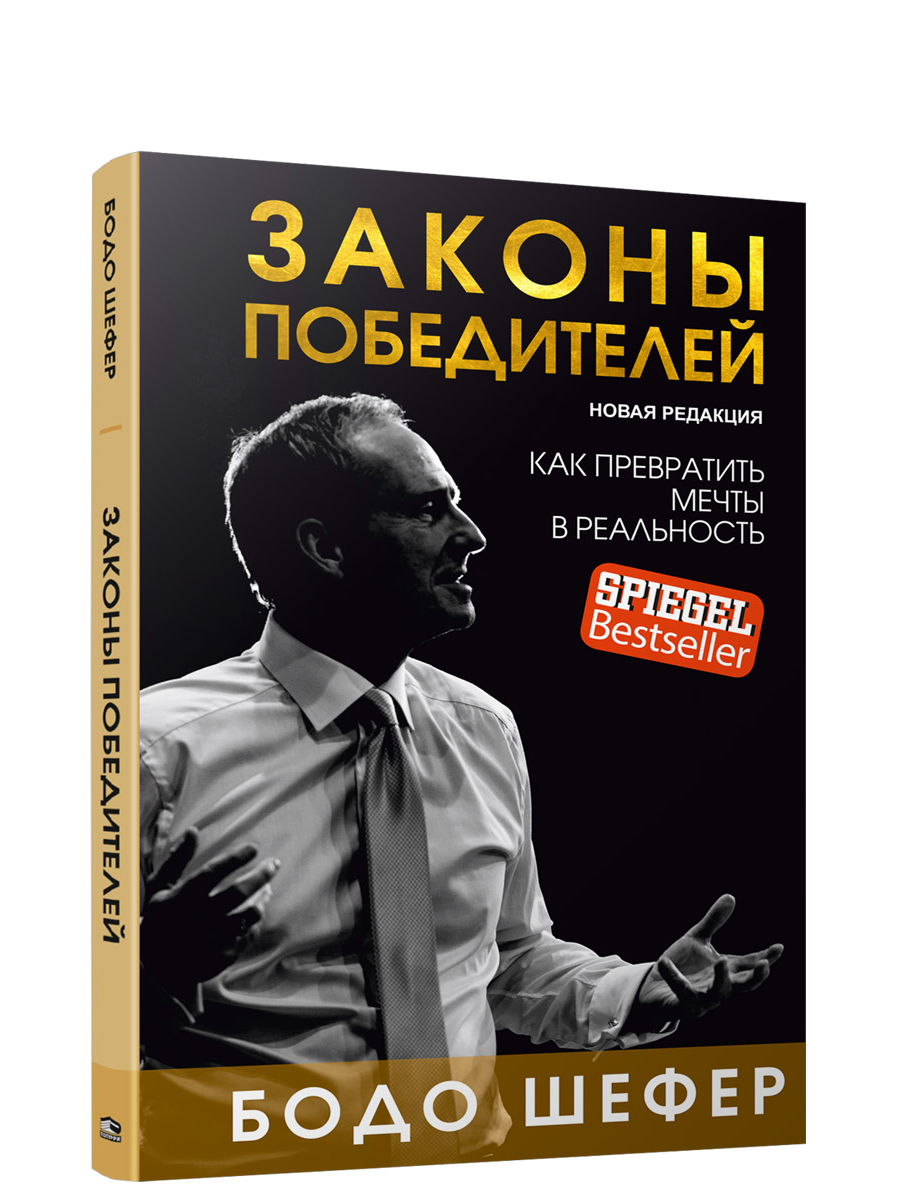 ЗАКОНЫ
ПОБЕДИТЕЛЕЙ
НОВАЯ РЕДАКЦИЯ
КАК ПРЕВРАТИТЬ
МЕЧТЫ
В РЕАЛЬНОСТЬ
SPIEGEL
Bestseller
БОДО ШЕФЕР
БОДО ШЕФЕР
ЗАКОНЫ ПОБЕДИТЕЛЕЙ